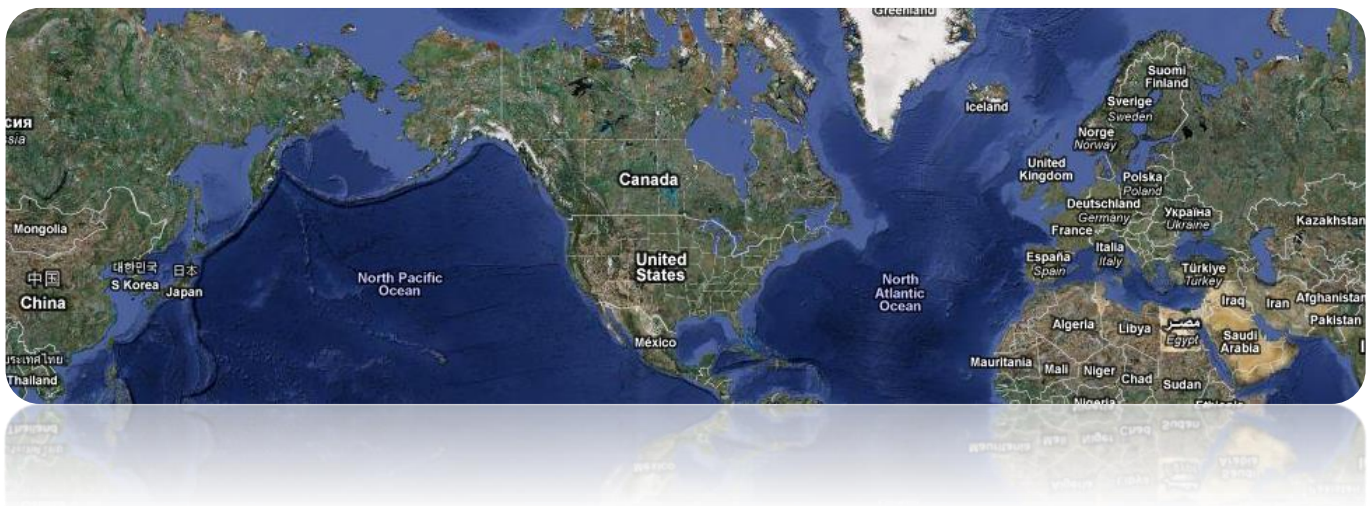 Greenland
Suomi
Finland
Iceland
Sverige
Sweden
Norge
Norway
United
Kingdom
Polska
Poland
Canada
Deutschland
Germany
Україна
Ukraine
France
Kazakhstan
Mongolia
Italia
Italy
España
Spain
Türkiye
Turkey
United
States
대한민국
S Korea
日本
Japan
中国
China
North Pacific
Ocean
North
Atlantic
Ocean
Iraq
Iran
Afghanistan
Pakistan
Algeria
Libya
مصر
Egypt
Saudi
Arabia
México
Mauritania
Mali
Niger
Chad
Sudan
Thailand
Nigeria